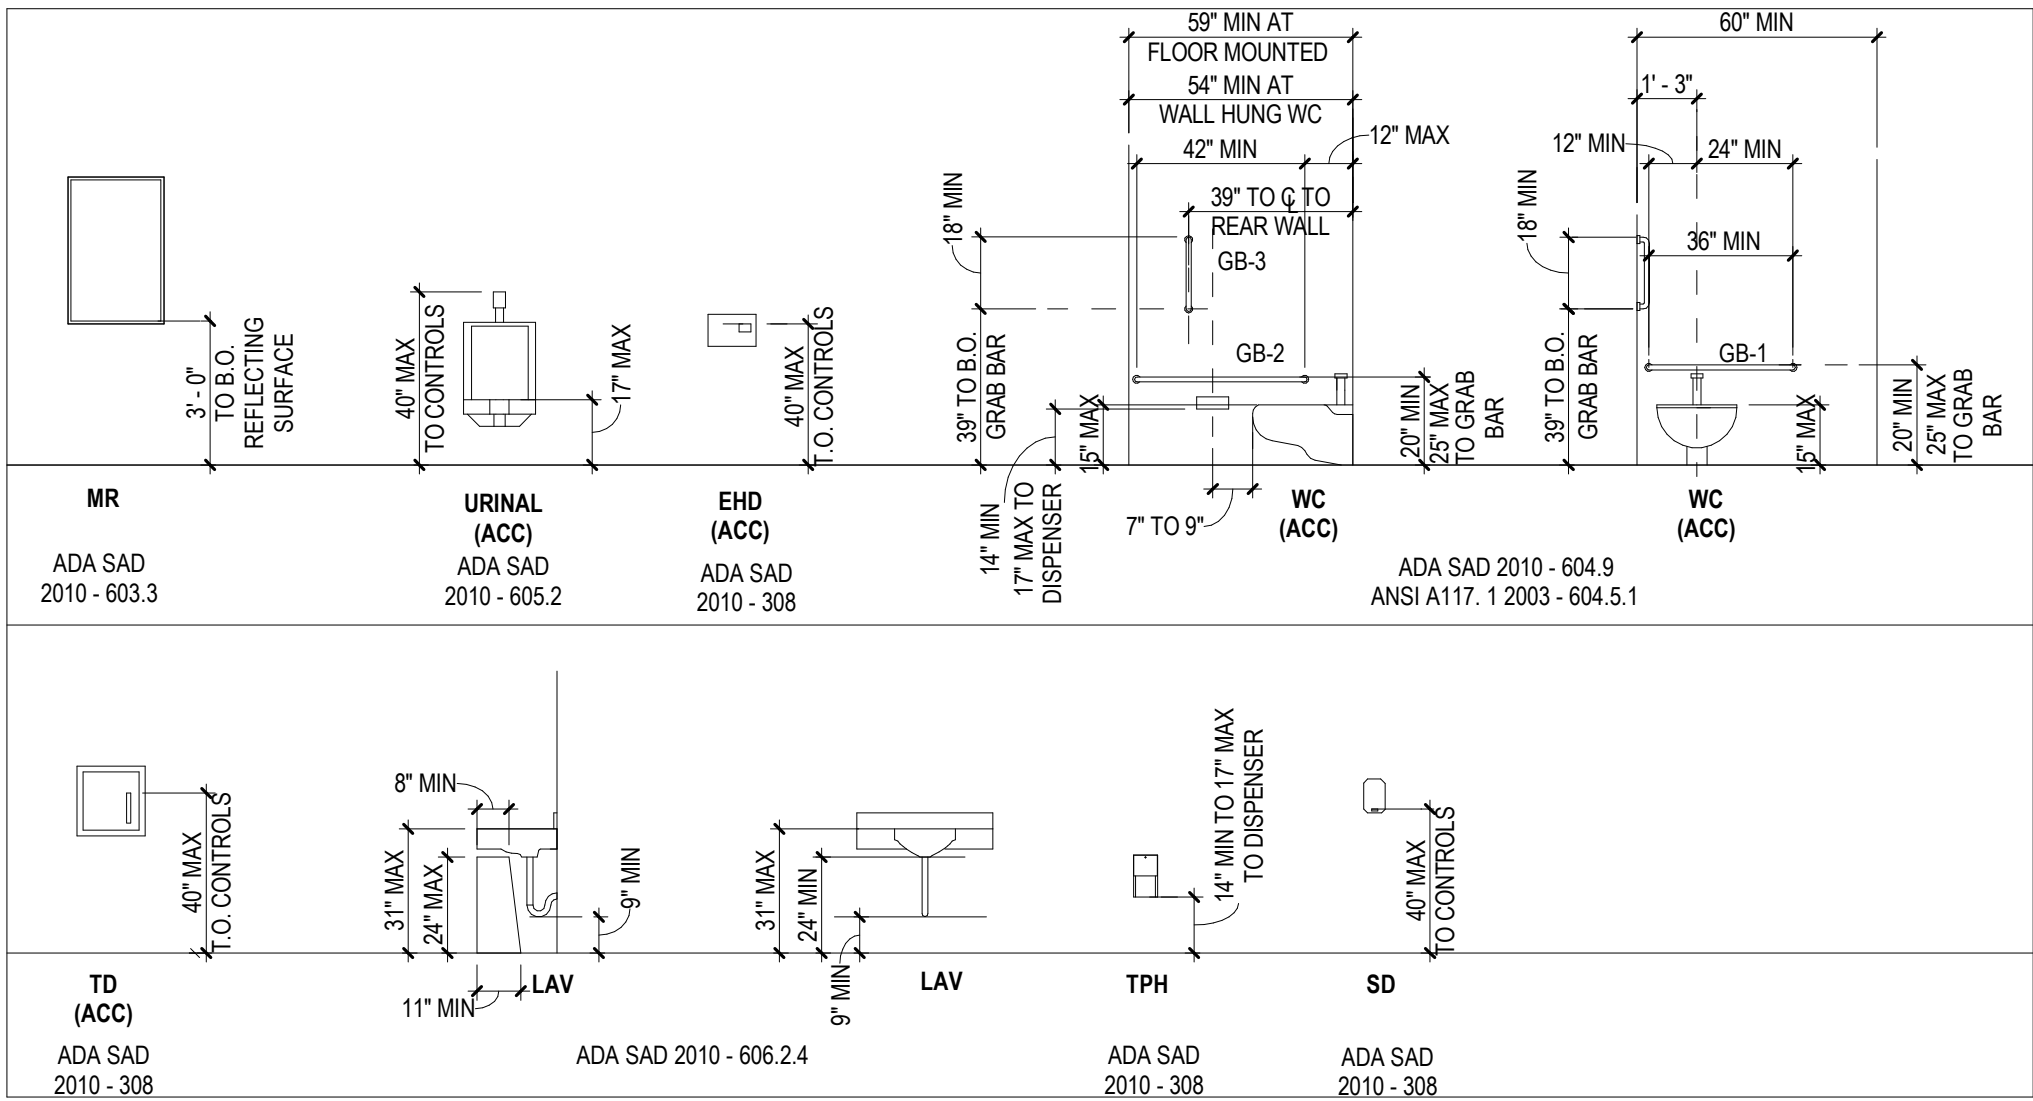 59" MIN AT
FLOOR MOUNTED
54" MIN AT
WALL HUNG WC
42" MIN
12" MAX
39" TO ℄ TO
REAR WALL
GB-3
GB-2
18" MIN
39" TO B.O.
GRAB BAR
15" MAX
14" MIN
17" MAX TO
DISPENSER
7" TO 9"
20" MIN
25" MAX
TO GRAB
BAR
60" MIN
1' - 3"
12" MIN
24" MIN
18" MIN
36" MIN
GB-1
39" TO B.O.
GRAB BAR
15" MAX
20" MIN
25" MAX
TO GRAB
BAR
3' - 0"
TO B.O.
REFLECTING
SURFACE
40" MAX
TO CONTROLS
17" MAX
40" MAX
T.O. CONTROLS
MR
ADA SAD
2010 - 603.3
URINAL
(ACC)
ADA SAD
2010 - 605.2
EHD
(ACC)
ADA SAD
2010 - 308
WC
(ACC)
WC
(ACC)
ADA SAD 2010 - 604.9
ANSI A117. 1 2003 - 604.5.1
40" MAX
T.O. CONTROLS
8" MIN
31" MAX
24" MAX
9" MIN
11" MIN
31" MAX
24" MIN
9" MIN
14" MIN TO 17" MAX
TO DISPENSER
40" MAX
TO CONTROLS
TD
(ACC)
ADA SAD
2010 - 308
LAV
LAV
ADA SAD 2010 - 606.2.4
TPH
ADA SAD
2010 - 308
SD
ADA SAD
2010 - 308